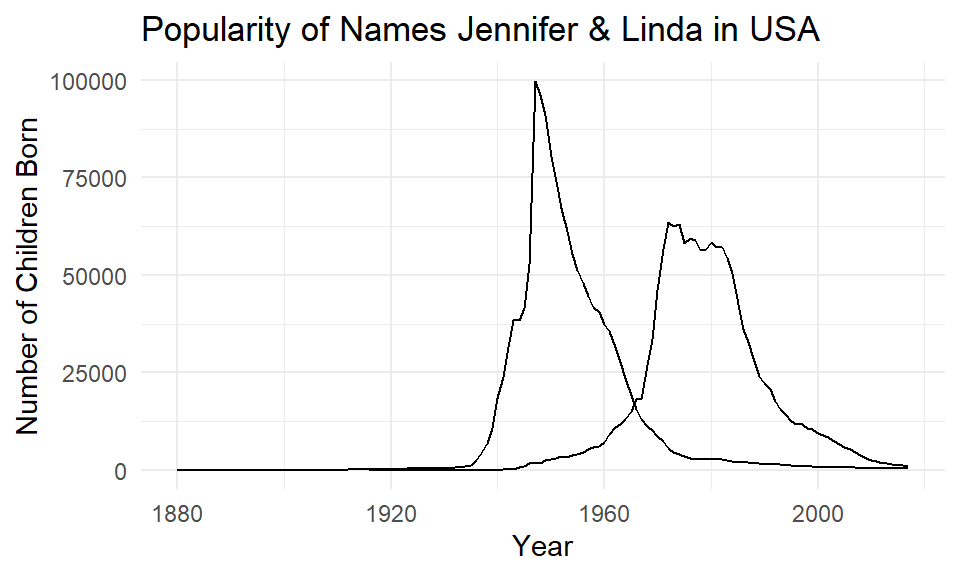 Popularity of Names Jennifer & Linda in USA
Number of Children Born
100000
75000
50000
25000
0
1880 1920 1960 2000
Year